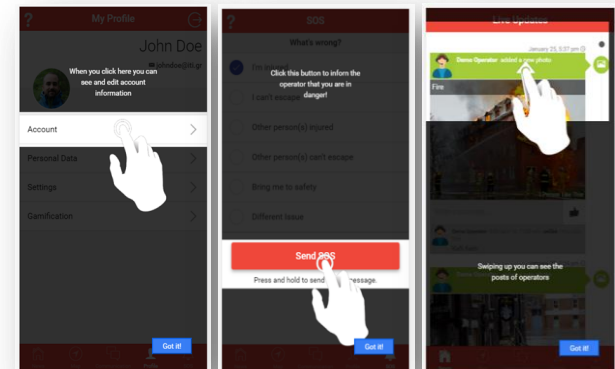 ?
My Profile
John Doe
johndoe@iti.gr
When you click here you can
see and edit account
information
Account
Personal Data
Settings
Gamification
Got it!
?
SOS
What's wrong?
I'm injured
Click this button to inform the
operator that you are in
danger!
I can't escape
Other person(s) injured
Other person(s) can't escape
Bring me to safety
Different Issue
Send SOS
Press and hold to send message.
Got it!
Live Updates
January 25, 5:37 pm
Demo Operator added a new photo
Fire
Swiping up you can see the
posts of operators
Got it!